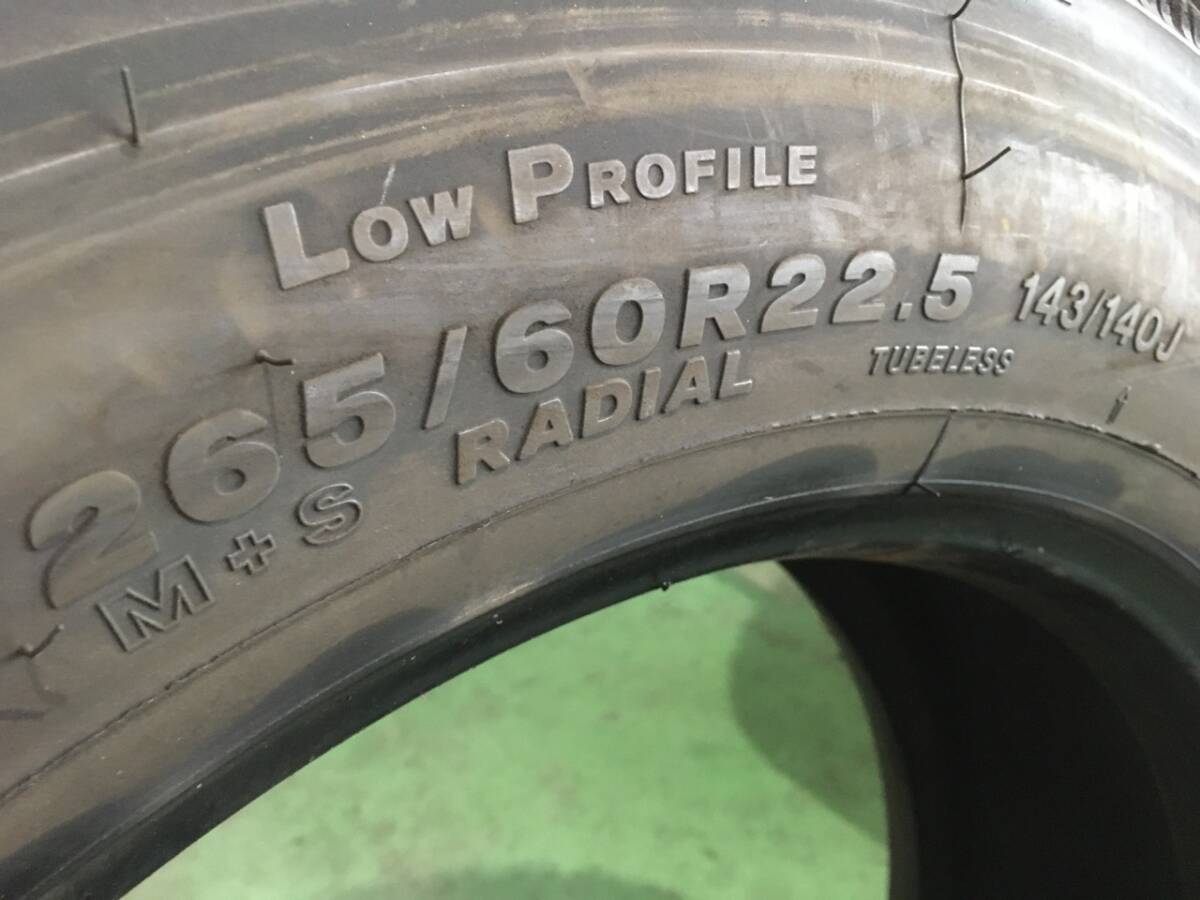 LOW PROFILE
265/60R22.5 143/140J
M+S RADIAL TUBELESS